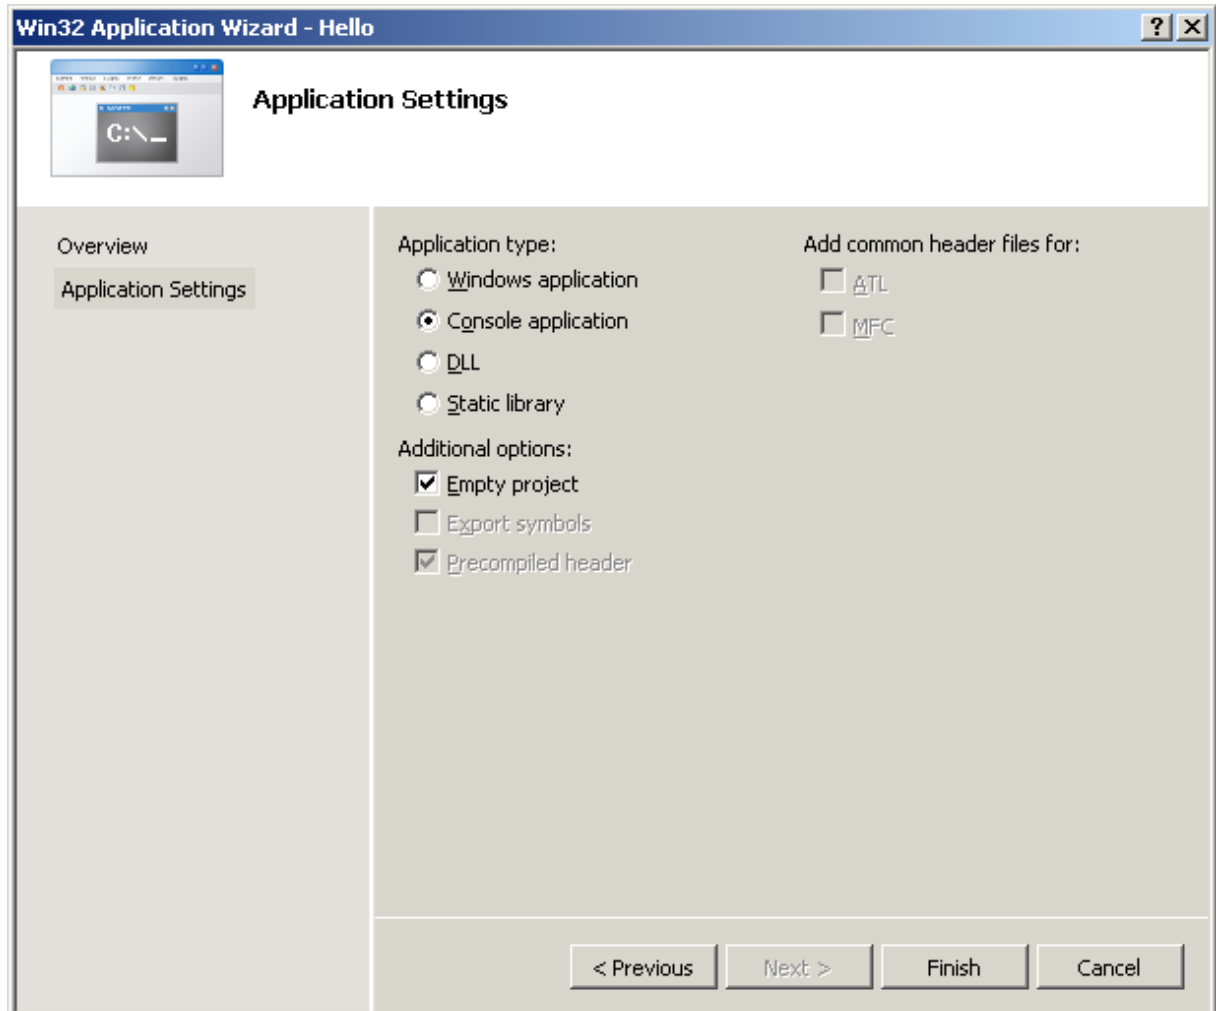 Win32 Application Wizard - Hello
C:\_
Application Settings
Overview
Application Settings
Application type:
Windows application
Console application
DLL
Static library
Additional options:
Empty project
Export symbols
Precompiled header
Add common header files for:
ATL
MFC
< Previous
Next >
Finish
Cancel